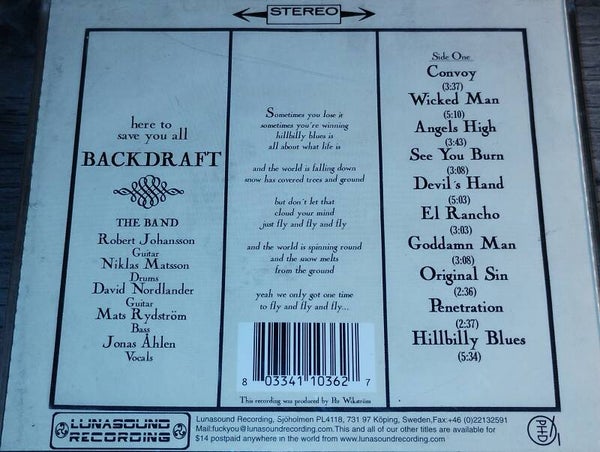 STEREO
here to
save you all
BACKDRAFT
THE BAND
Robert Johansson
Guitar
Niklas Matsson
Drums
David Nordlander
Guitar
Mats Rydström
Bass
Jonas Åhlen
Vocals
Sometimes you lose it
sometimes you're winning
hillbilly blues is
all about what life is
and the world is falling down
snow has covered trees and ground
but don't let that
cloud your mind
just fly and fly and fly
and the world is spinning round
and the snow melts
from the ground
yeah we only got one time
to fly and fly and fly...
8 03341 10362 7
This recording was produced by Per Wikström
Side One
Convoy
(3:37)
Wicked Man
(5:10)
Angels High
(3:43)
See You Burn
(3:08)
Devil's Hand
(5:03)
El Rancho
(3:03)
Goddamn Man
(3:08)
Original Sin
(2:36)
Penetration
(2:37)
Hillbilly Blues
(5:34)
LUNASOUND
RECORDING
Lunasound Recording, Sjöholmen PL4118, 731 97 Köping, Sweden,Fax:+46 (0)22132591
Mail:fuckyou@lunasoundrecording.com.This and all of our other titles are available for
$14 postpaid anywhere in the world from www.lunasoundrecording.com